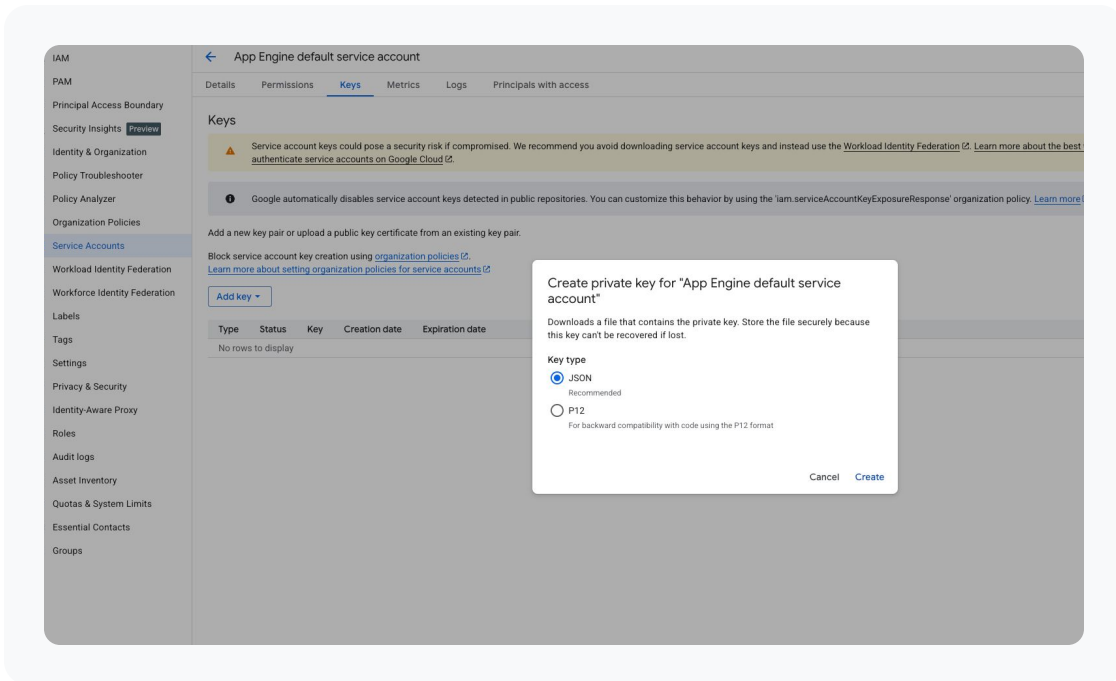 IAM
PAM
Principal Access Boundary
Security Insights Preview
Identity & Organization
Policy Troubleshooter
Policy Analyzer
Organization Policies
Service Accounts
Workload Identity Federation
Workforce Identity Federation
Labels
Tags
Settings
Privacy & Security
Identity-Aware Proxy
Roles
Audit logs
Asset Inventory
Quotas & System Limits
Essential Contacts
Groups
App Engine default service account
Details Permissions Keys Metrics Logs Principals with access
Keys
Service account keys could pose a security risk if compromised. We recommend you avoid downloading service account keys and instead use the Workload Identity Federation. Learn more about the best
authenticate service accounts on Google Cloud.
Google automatically disables service account keys detected in public repositories. You can customize this behavior by using the 'iam.serviceAccountKeyExposureResponse' organization policy. Learn more
Add a new key pair or upload a public key certificate from an existing key pair.
Block service account key creation using organization policies.
Learn more about setting organization policies for service accounts
Add key
Type Status Key Creation date Expiration date
No rows to display
Create private key for "App Engine default service
account"
Downloads a file that contains the private key. Store the file securely because
this key can't be recovered if lost.
Key type
JSON
Recommended
P12
For backward compatibility with code using the P12 format
Cancel Create